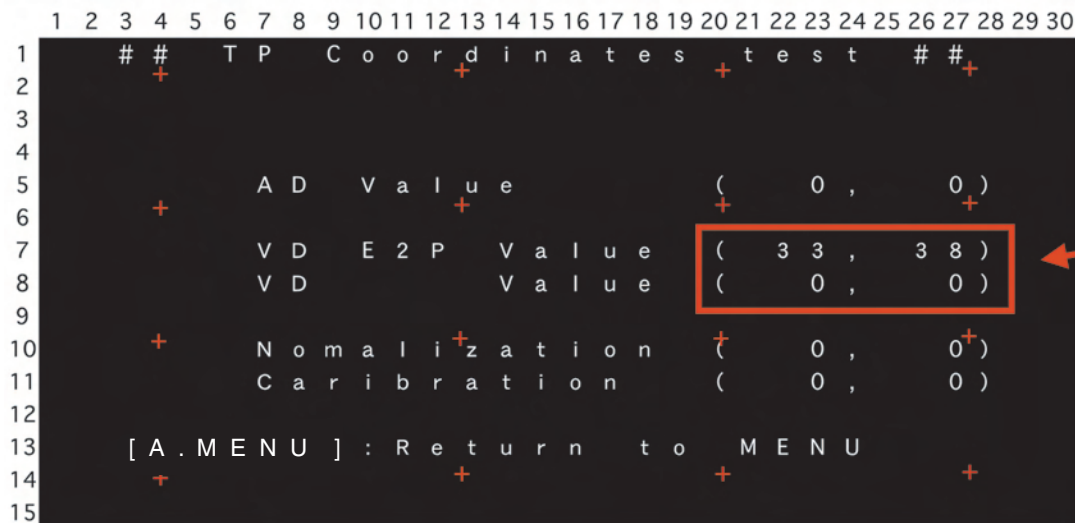 1 2 3 4 5 6 7 8 9 10 11 12 13 14 15 16 17 18 19 20 21 22 23 24 25 26 27 28 29 30
1 ## TP Coordinates test ##
2
3
4
5 AD Value ( 0, 0)
6
7 VD E2P Value ( 33, 38)
8 VD Value ( 0, 0)
9
10 Nomalization ( 0, 0)
11 Caribration ( 0, 0)
12
13 [A.MENU]:Return to MENU
14
15